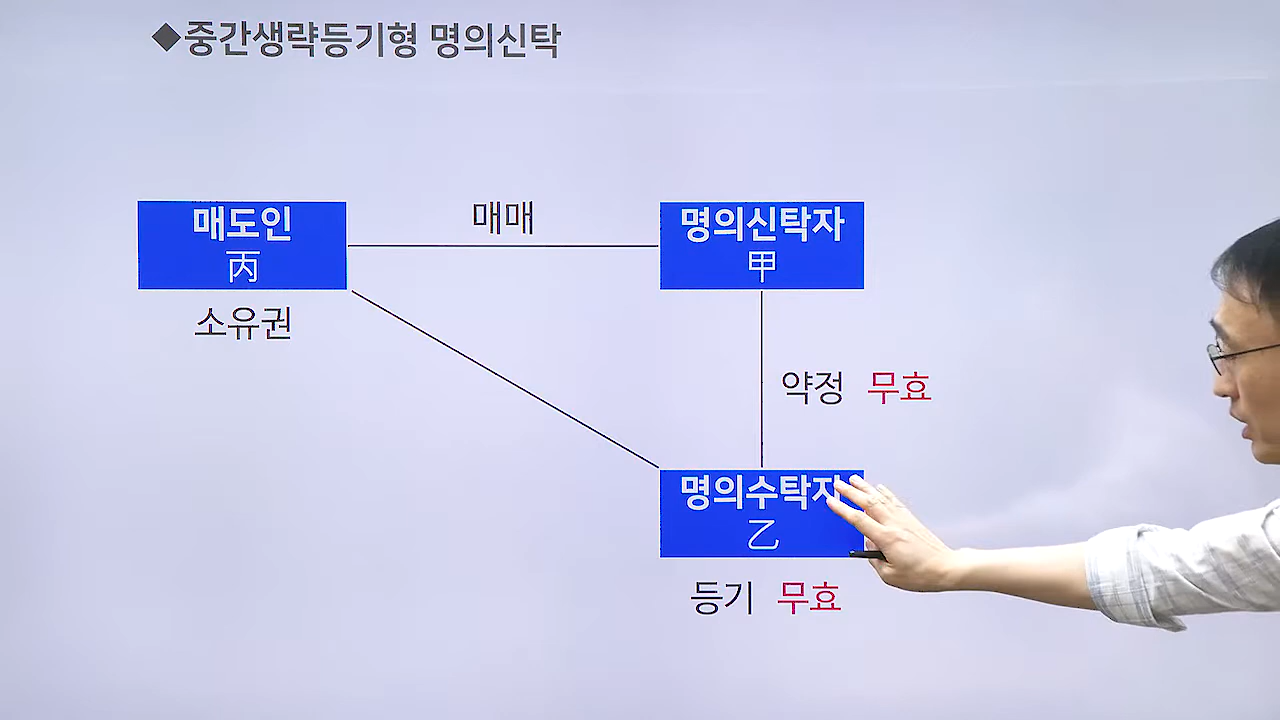 ◆중간생략등기형 명의신탁
매매
매도인
丙
명의신탁자
甲
소유권
약정 무효
명의수탁자
乙
등기 무효